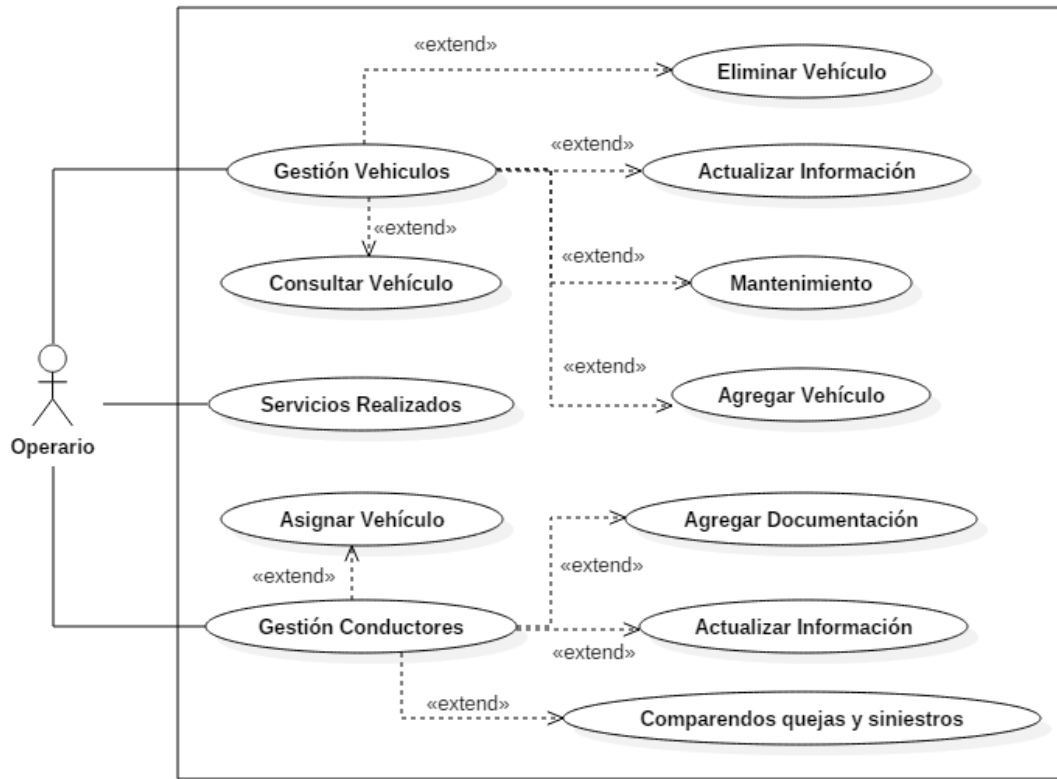 «extend»
Eliminar Vehículo
«extend»
Gestión Vehiculos
Actualizar Información
«extend»
Consultar Vehículo
«extend»
Mantenimiento
«extend»
Agregar Vehículo
Servicios Realizados
Operario
Asignar Vehículo
Agregar Documentación
«extend»
«extend»
Gestión Conductores
Actualizar Información
«extend»
«extend»
Comparendos quejas y siniestros